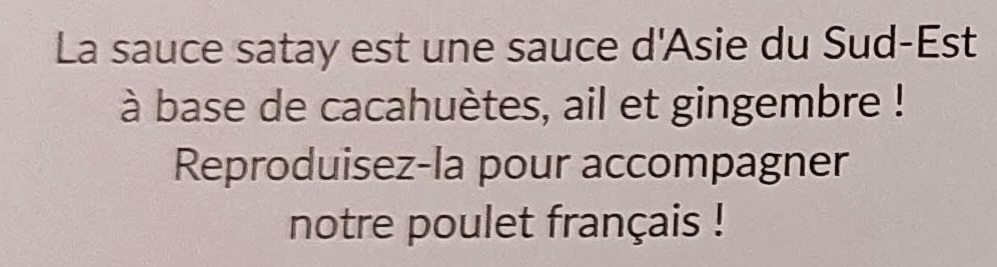 La sauce satay est une sauce d'Asie du Sud-Est
à base de cacahuètes, ail et gingembre !
Reproduisez-la pour accompagner
notre poulet français !